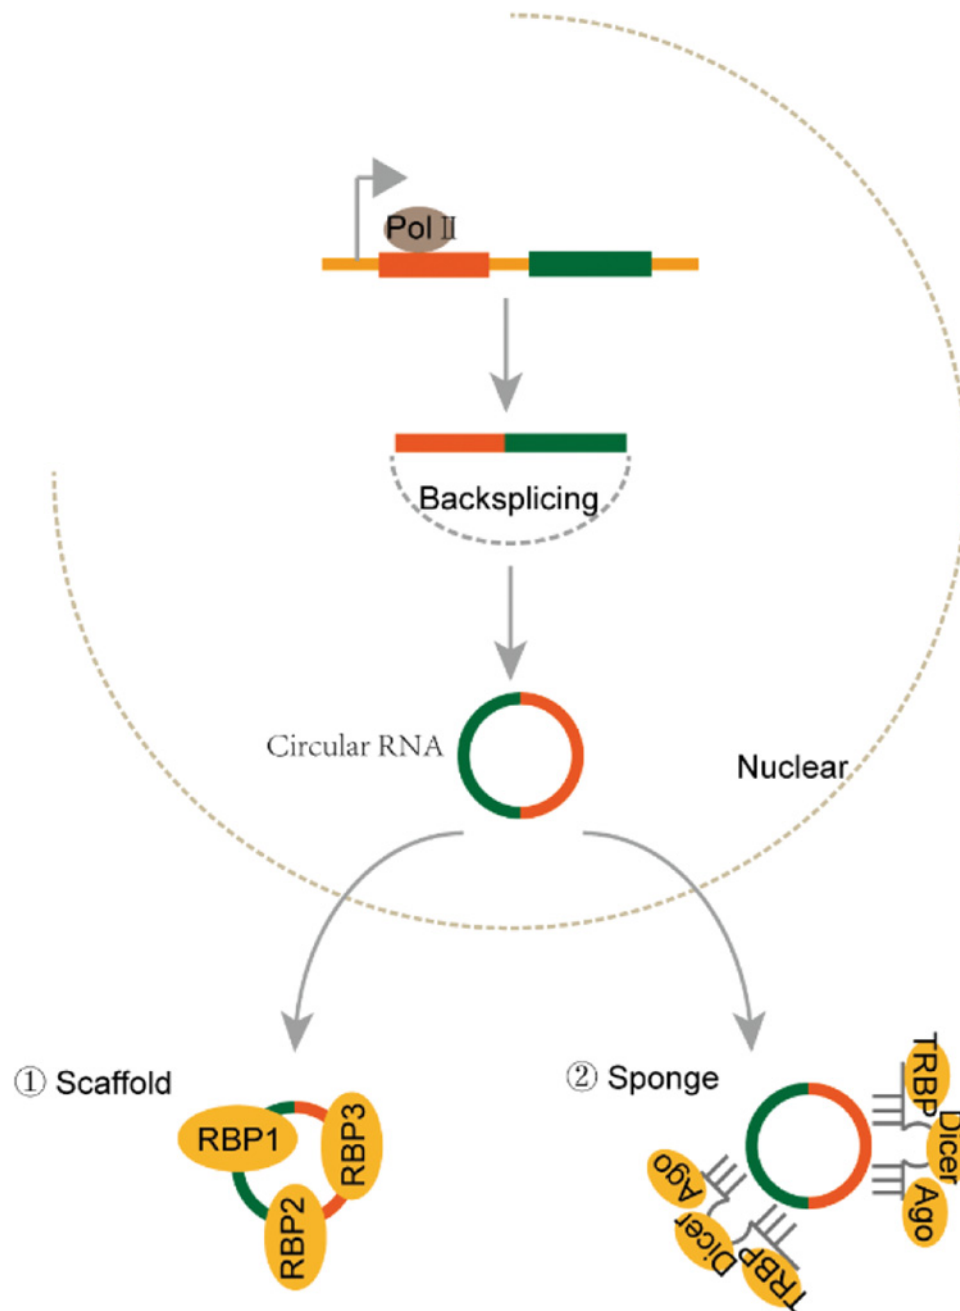 Pol Ⅱ
Backsplicing
Circular RNA
Nuclear
① Scaffold
RBP1
RBP3
RBP2
② Sponge
TRBP
Dicer
Ago
Ago
Dicer
TRBP